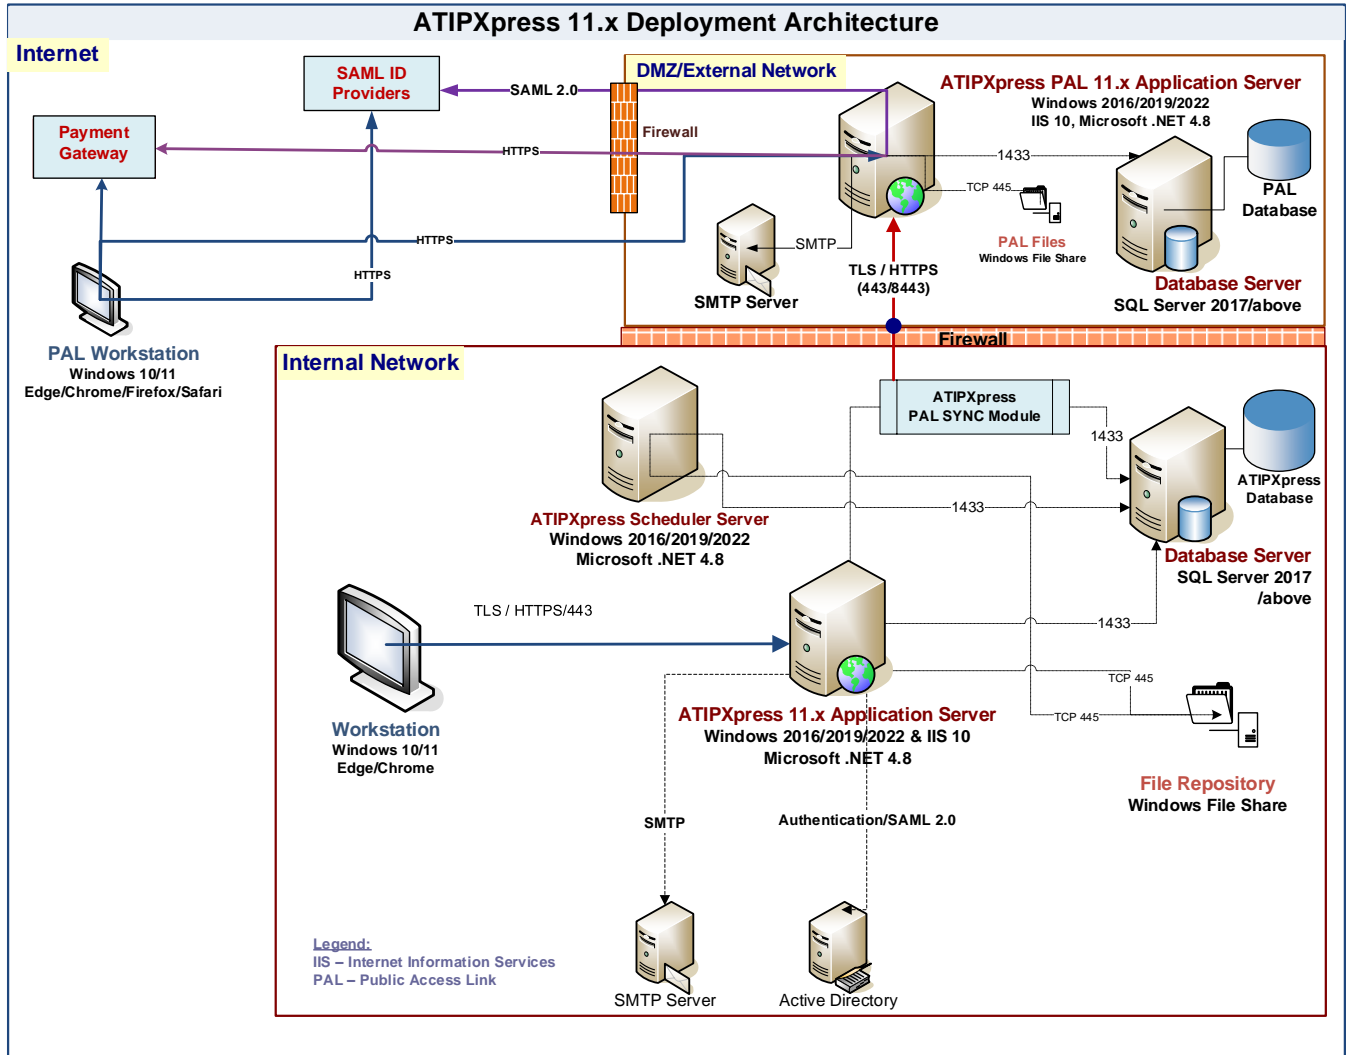 ATIPXpress 11.x Deployment Architecture
Internet
SAML ID
Providers
Payment
Gateway
SAML 2.0
HTTPS
HTTPS
HTTPS
Firewall
DMZ/External Network
ATIPXpress PAL 11.x Application Server
Windows 2016/2019/2022
IIS 10, Microsoft .NET 4.8
1433
TCP 445
PAL
Database
PAL Files
Windows File Share
SMTP
SMTP Server
TLS / HTTPS
(443/8443)
Database Server
SQL Server 2017/above
PAL Workstation
Windows 10/11
Edge/Chrome/Firefox/Safari
Firewall
Internal Network
ATIPXpress
PAL SYNC Module
1433
ATIPXpress
Database
ATIPXpress Scheduler Server
Windows 2016/2019/2022
Microsoft .NET 4.8
1433
Database Server
SQL Server 2017
/above
TLS / HTTPS/443
1433
TCP 445
TCP 445
Workstation
Windows 10/11
Edge/Chrome
ATIPXpress 11.x Application Server
Windows 2016/2019/2022 & IIS 10
Microsoft .NET 4.8
File Repository
Windows File Share
SMTP
Authentication/SAML 2.0
Legend:
IIS – Internet Information Services
PAL – Public Access Link
SMTP Server
Active Directory